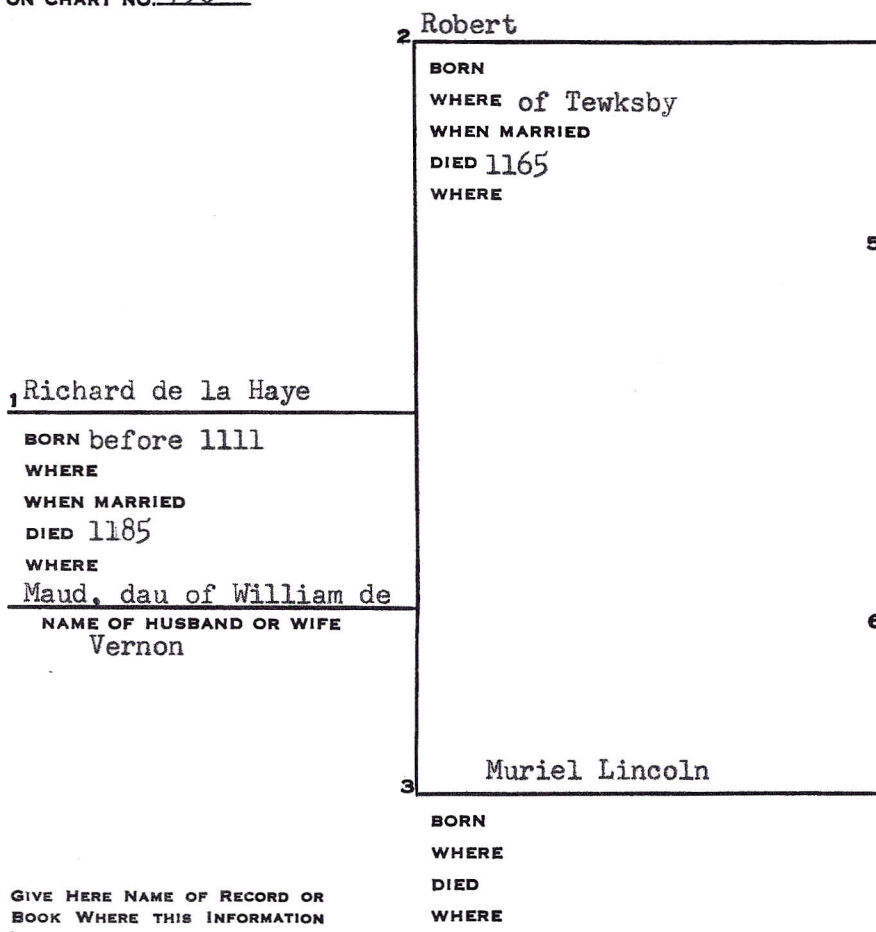 ON CHART NO.
2 Robert
BORN
WHERE of Tewksby
WHEN MARRIED
DIED 1165
WHERE
5
1 Richard de la Haye
BORN before 1111
WHERE
WHEN MARRIED
DIED 1185
WHERE
Maud, dau of William de
NAME OF HUSBAND OR WIFE
Vernon
6
3 Muriel Lincoln
BORN
WHERE
DIED
WHERE
GIVE HERE NAME OF RECORD OR
BOOK WHERE THIS INFORMATION